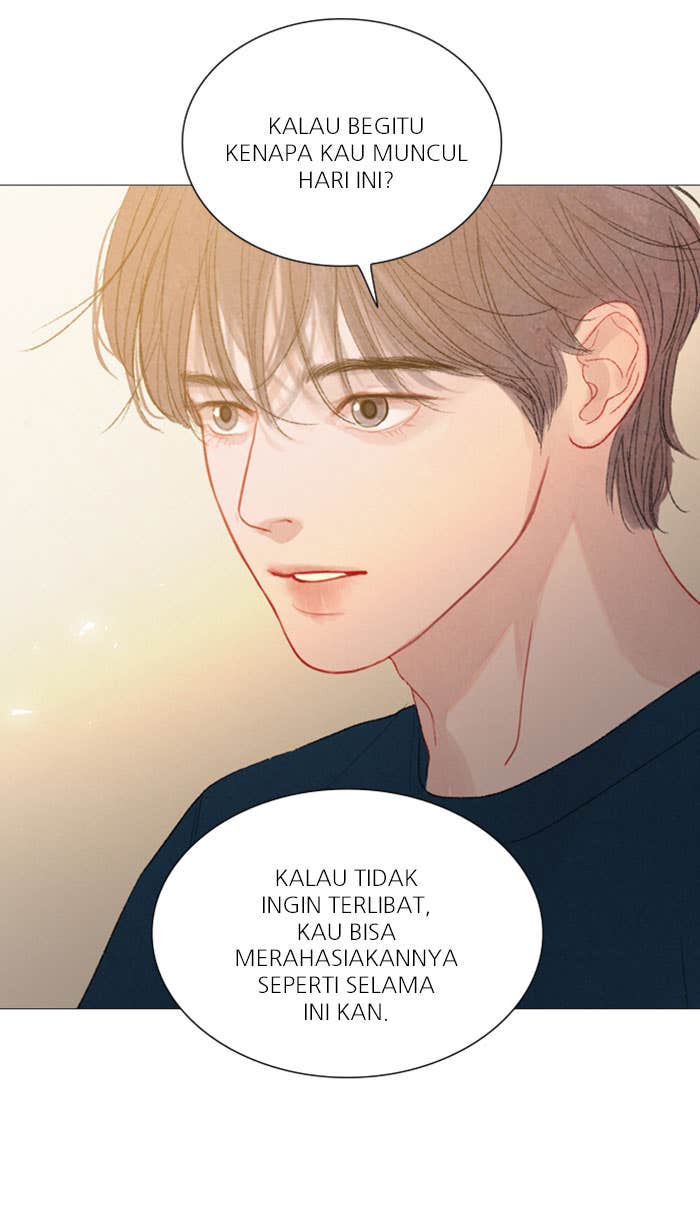 KALAU BEGITU
KENAPA KAU MUNCUL
HARI INI?
KALAU TIDAK
INGIN TERLIBAT,
KAU BISA
MERAHASIAKANNYA
SEPERTI SELAMA
INI KAN.